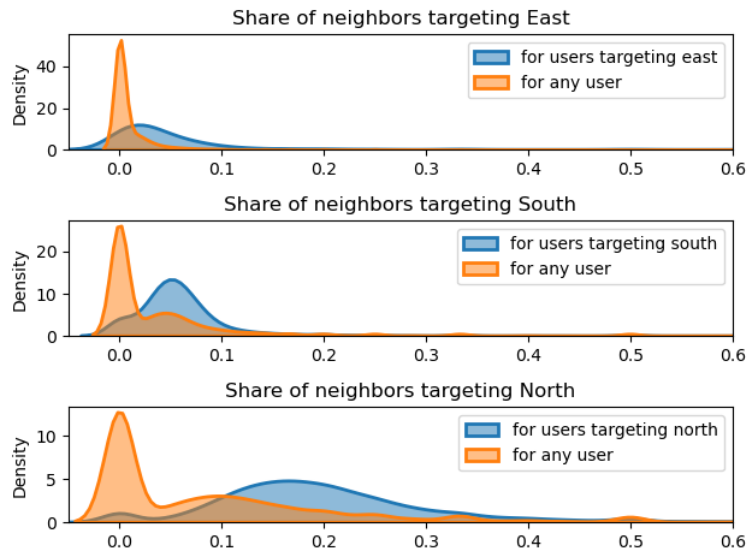 Share of neighbors targeting East
Density
40
20
0
for users targeting east
for any user
0.0 0.1 0.2 0.3 0.4 0.5 0.6
Share of neighbors targeting South
Density
20
10
0
for users targeting south
for any user
0.0 0.1 0.2 0.3 0.4 0.5 0.6
Share of neighbors targeting North
Density
10
5
0
for users targeting north
for any user
0.0 0.1 0.2 0.3 0.4 0.5 0.6